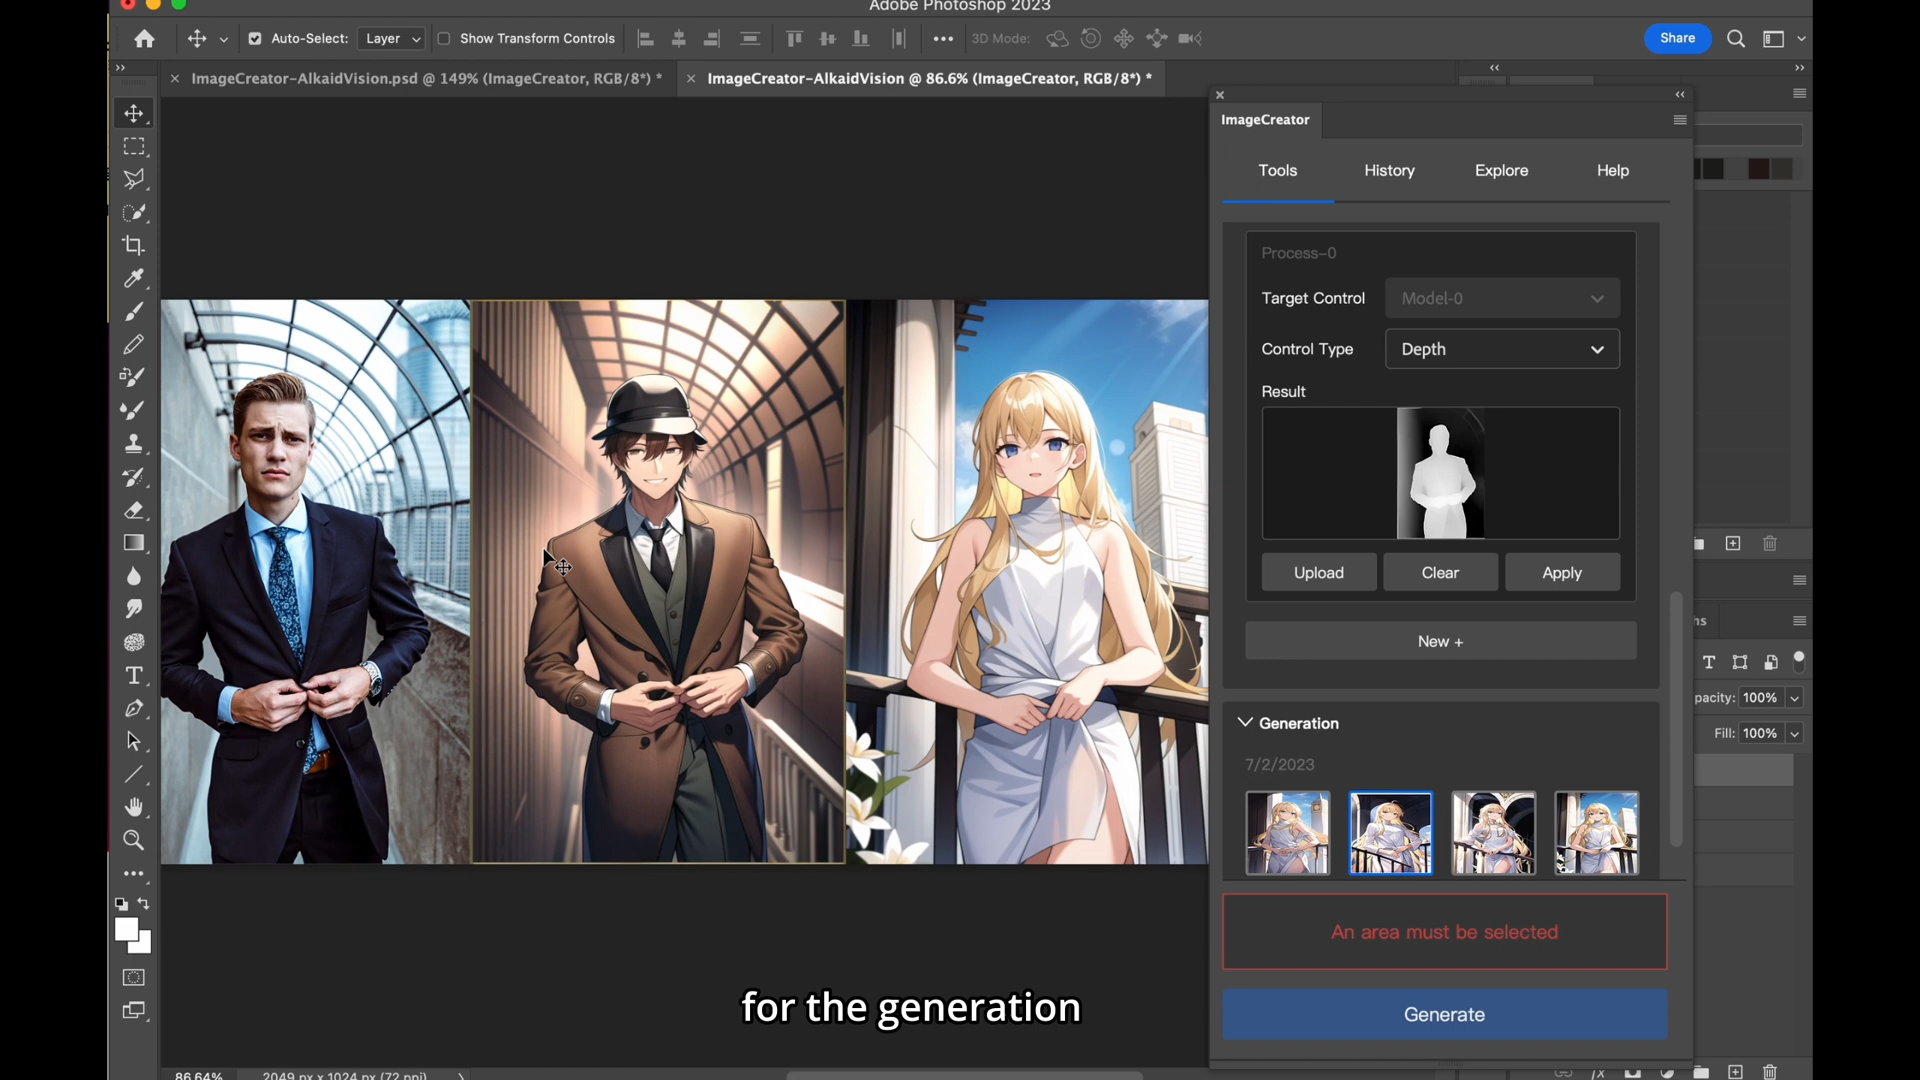 Adobe Photoshop 2023
Auto-Select: Layer Show Transform Controls 3D Mode: Share
ImageCreator-AlkaidVision.psd @ 149% (ImageCreator, RGB/8*) *
ImageCreator-AlkaidVision @ 86.6% (ImageCreator, RGB/8*) *
ImageCreator
Tools History Explore Help
Process-0
Target Control Model-0
Control Type Depth
Result
Upload Clear Apply
New +
hs
pacity: 100%
Fill: 100%
Generation
7/2/2023
An area must be selected
Generate
for the generation
86.64% 2049 px x 1024 px (72 ppi)